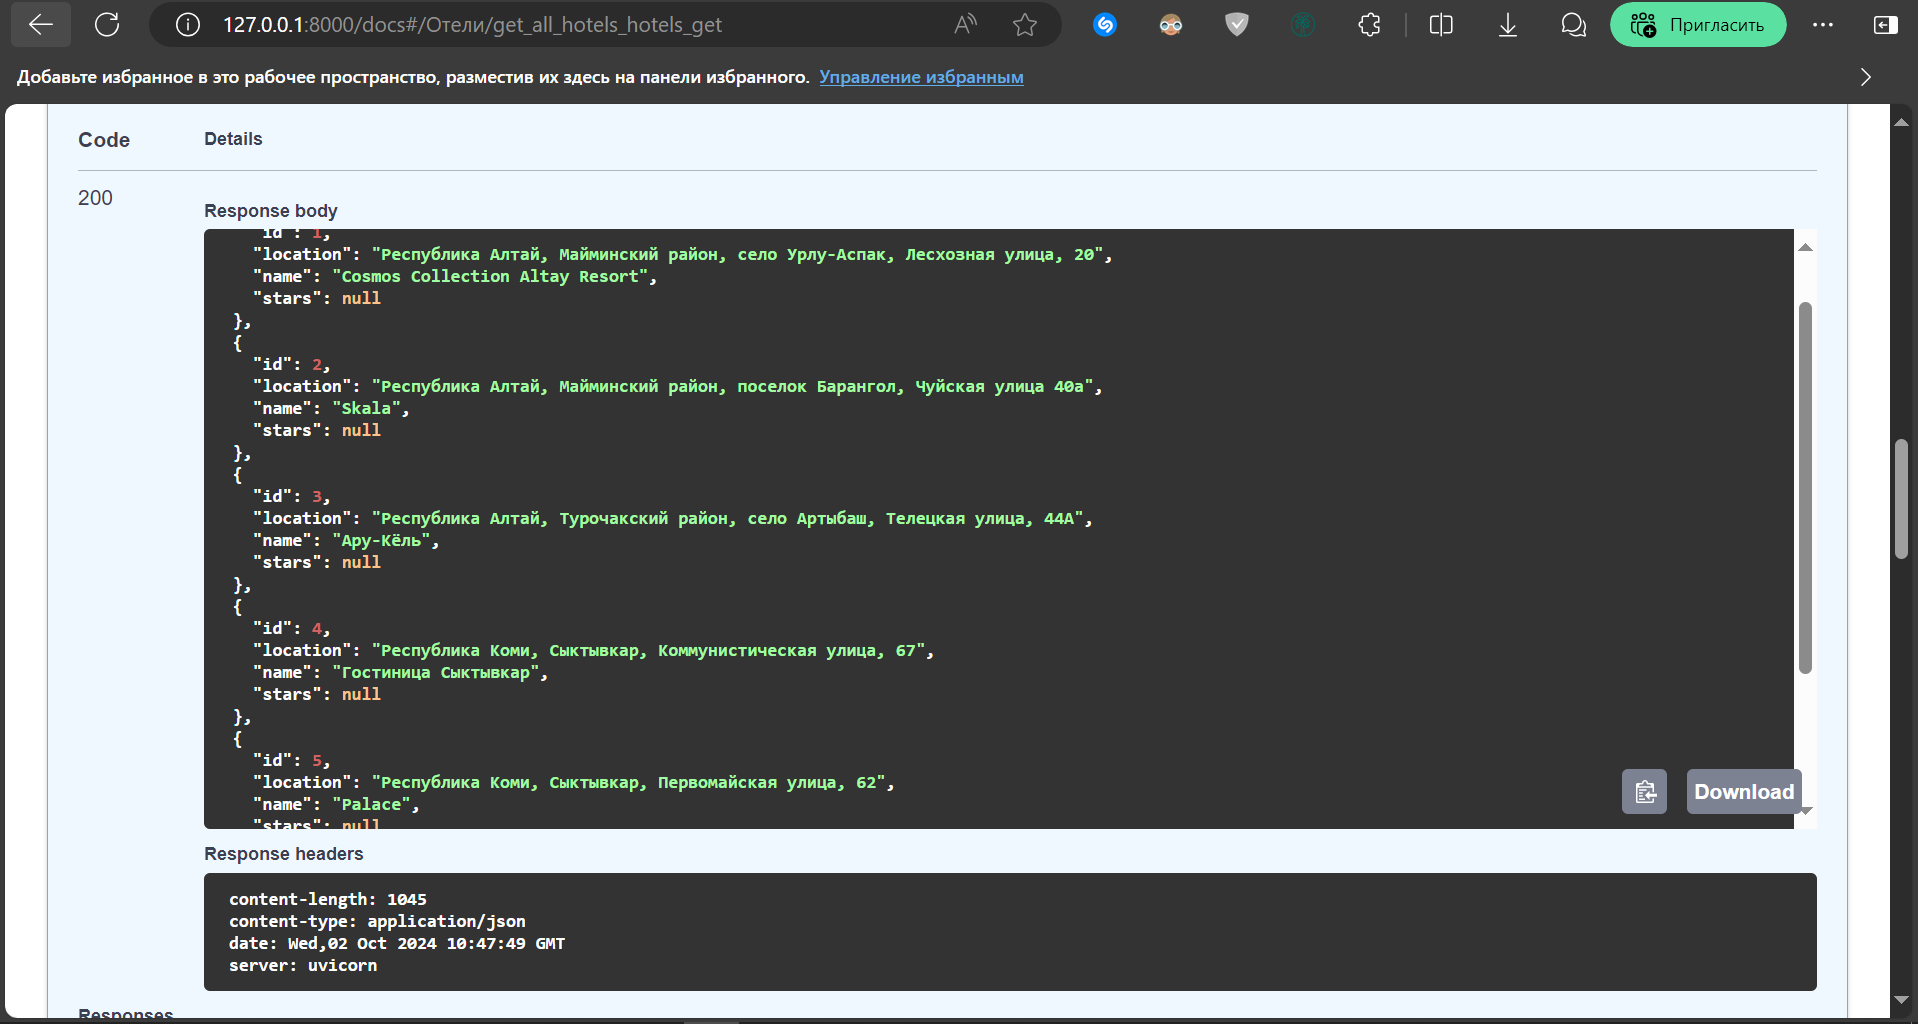 127.0.0.1:8000/docs#/Отели/get_all_hotels_hotels_get
Пригласить
Добавьте избранное в это рабочее пространство, разместив их здесь на панели избранного. Управление избранным
Code Details
200
Response body
"id": 1,
"location": "Республика Алтай, Майминский район, село Урлу-Аспак, Лесхозная улица, 20",
"name": "Cosmos Collection Altay Resort",
"stars": null
},
{
"id": 2,
"location": "Республика Алтай, Майминский район, поселок Барангол, Чуйская улица 40а",
"name": "Skala",
"stars": null
},
{
"id": 3,
"location": "Республика Алтай, Турочакский район, село Артыбаш, Телецкая улица, 44А",
"name": "Ару-Кёль",
"stars": null
},
{
"id": 4,
"location": "Республика Коми, Сыктывкар, Коммунистическая улица, 67",
"name": "Гостиница Сыктывкар",
"stars": null
},
{
"id": 5,
"location": "Республика Коми, Сыктывкар, Первомайская улица, 62",
"name": "Palace",
"stars": null
Download
Response headers
content-length: 1045
content-type: application/json
date: Wed,02 Oct 2024 10:47:49 GMT
server: uvicorn
Responses